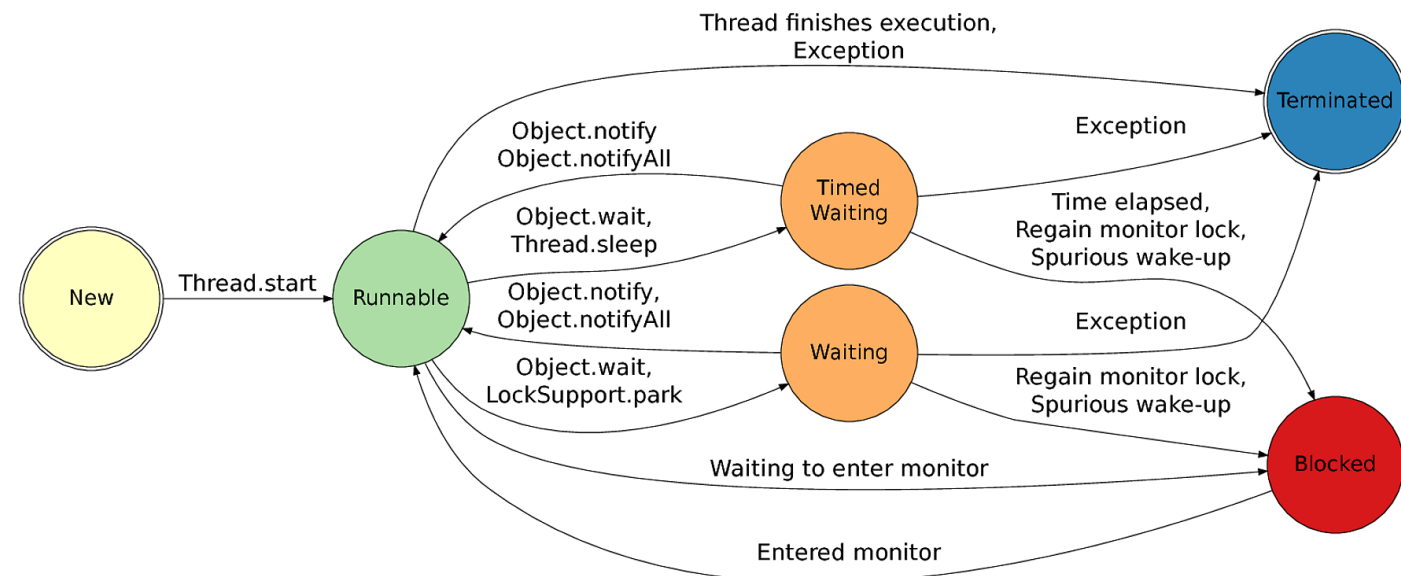 Thread finishes execution,
Exception
Terminated
Object.notify
Object.notifyAll
Exception
Timed
Waiting
Object.wait,
Thread.sleep
Time elapsed,
Regain monitor lock,
Spurious wake-up
New
Thread.start
Runnable
Object.notify,
Object.notifyAll
Waiting
Exception
Object.wait,
LockSupport.park
Regain monitor lock,
Spurious wake-up
Waiting to enter monitor
Blocked
Entered monitor